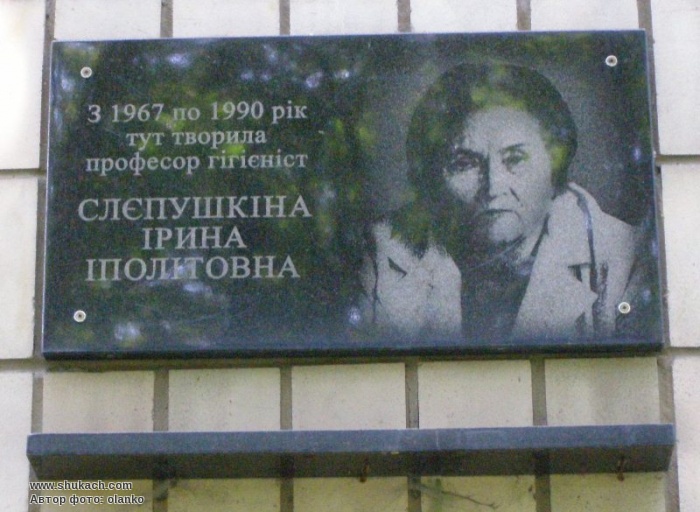 З 1967 по 1990 рік
тут творила
професор гігієніст
СЛЄПУШКІНА
ІРИНА
ІПОЛІТОВНА
www.shukach.com
Автор фото: olanko